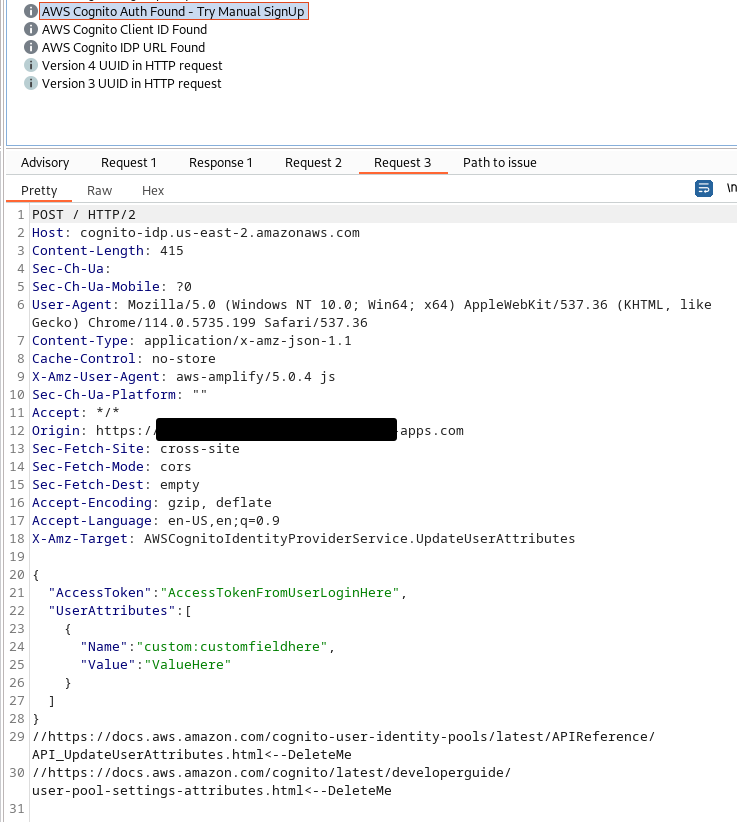 AWS Cognito Auth Found - Try Manual SignUp
AWS Cognito Client ID Found
AWS Cognito IDP URL Found
Version 4 UUID in HTTP request
Version 3 UUID in HTTP request
Advisory Request 1 Response 1 Request 2 Request 3 Path to issue
Pretty Raw Hex \n
1 POST / HTTP/2
2 Host: cognito-idp.us-east-2.amazonaws.com
3 Content-Length: 415
4 Sec-Ch-Ua:
5 Sec-Ch-Ua-Mobile: ?0
6 User-Agent: Mozilla/5.0 (Windows NT 10.0; Win64; x64) AppleWebKit/537.36 (KHTML, like
Gecko) Chrome/114.0.5735.199 Safari/537.36
7 Content-Type: application/x-amz-json-1.1
8 Cache-Control: no-store
9 X-Amz-User-Agent: aws-amplify/5.0.4 js
10 Sec-Ch-Ua-Platform: ""
11 Accept: */*
12 Origin: https:/ apps.com
13 Sec-Fetch-Site: cross-site
14 Sec-Fetch-Mode: cors
15 Sec-Fetch-Dest: empty
16 Accept-Encoding: gzip, deflate
17 Accept-Language: en-US,en;q=0.9
18 X-Amz-Target: AWSCognitoIdentityProviderService.UpdateUserAttributes
19
20 {
21 "AccessToken":"AccessTokenFromUserLoginHere",
22 "UserAttributes":[
23 {
24 "Name":"custom:customfieldhere",
25 "Value":"ValueHere"
26 }
27 ]
28 }
29 //https://docs.aws.amazon.com/cognito-user-identity-pools/latest/APIReference/
API_UpdateUserAttributes.html<--DeleteMe
30 //https://docs.aws.amazon.com/cognito/latest/developerguide/
user-pool-settings-attributes.html<--DeleteMe
31